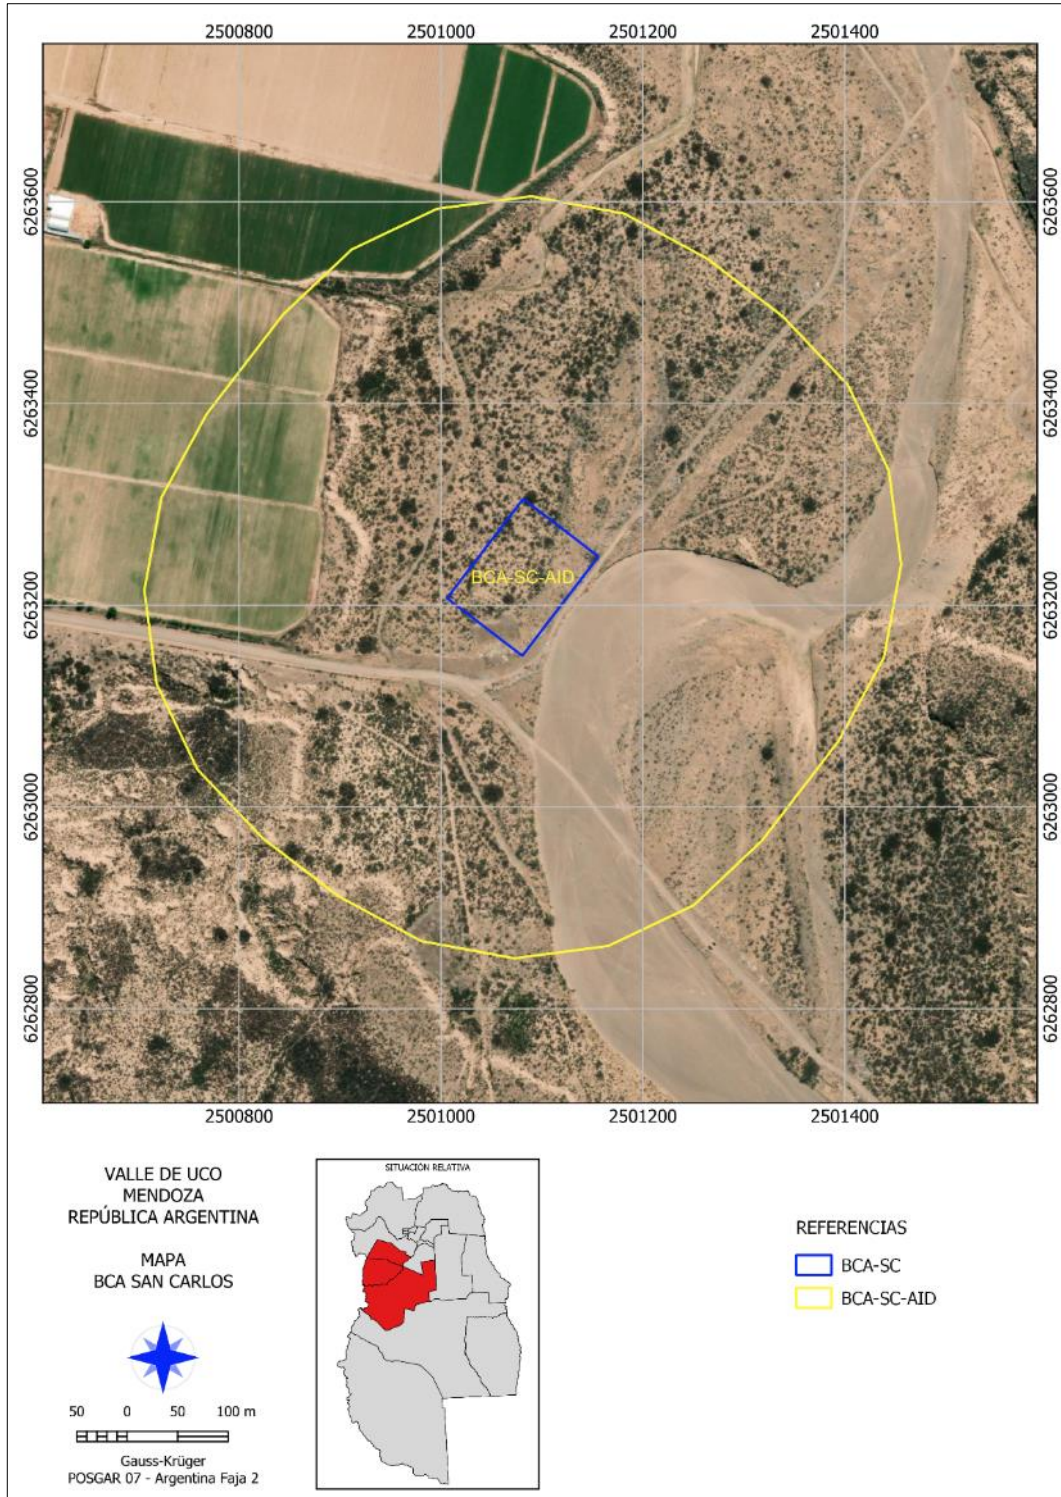 2500800 2501000 2501200 2501400
6263600 6263600
6263400 6263400
BCA-SC-AID
6263200 6263200
6263000 6263000
6262800 6262800
2500800 2501000 2501200 2501400
VALLE DE UCO
MENDOZA
REPÚBLICA ARGENTINA
MAPA
BCA SAN CARLOS
50 0 50 100 m
Gauss-Krüger
POSGAR 07 - Argentina Faja 2
SITUACIÓN RELATIVA
REFERENCIAS
BCA-SC
BCA-SC-AID